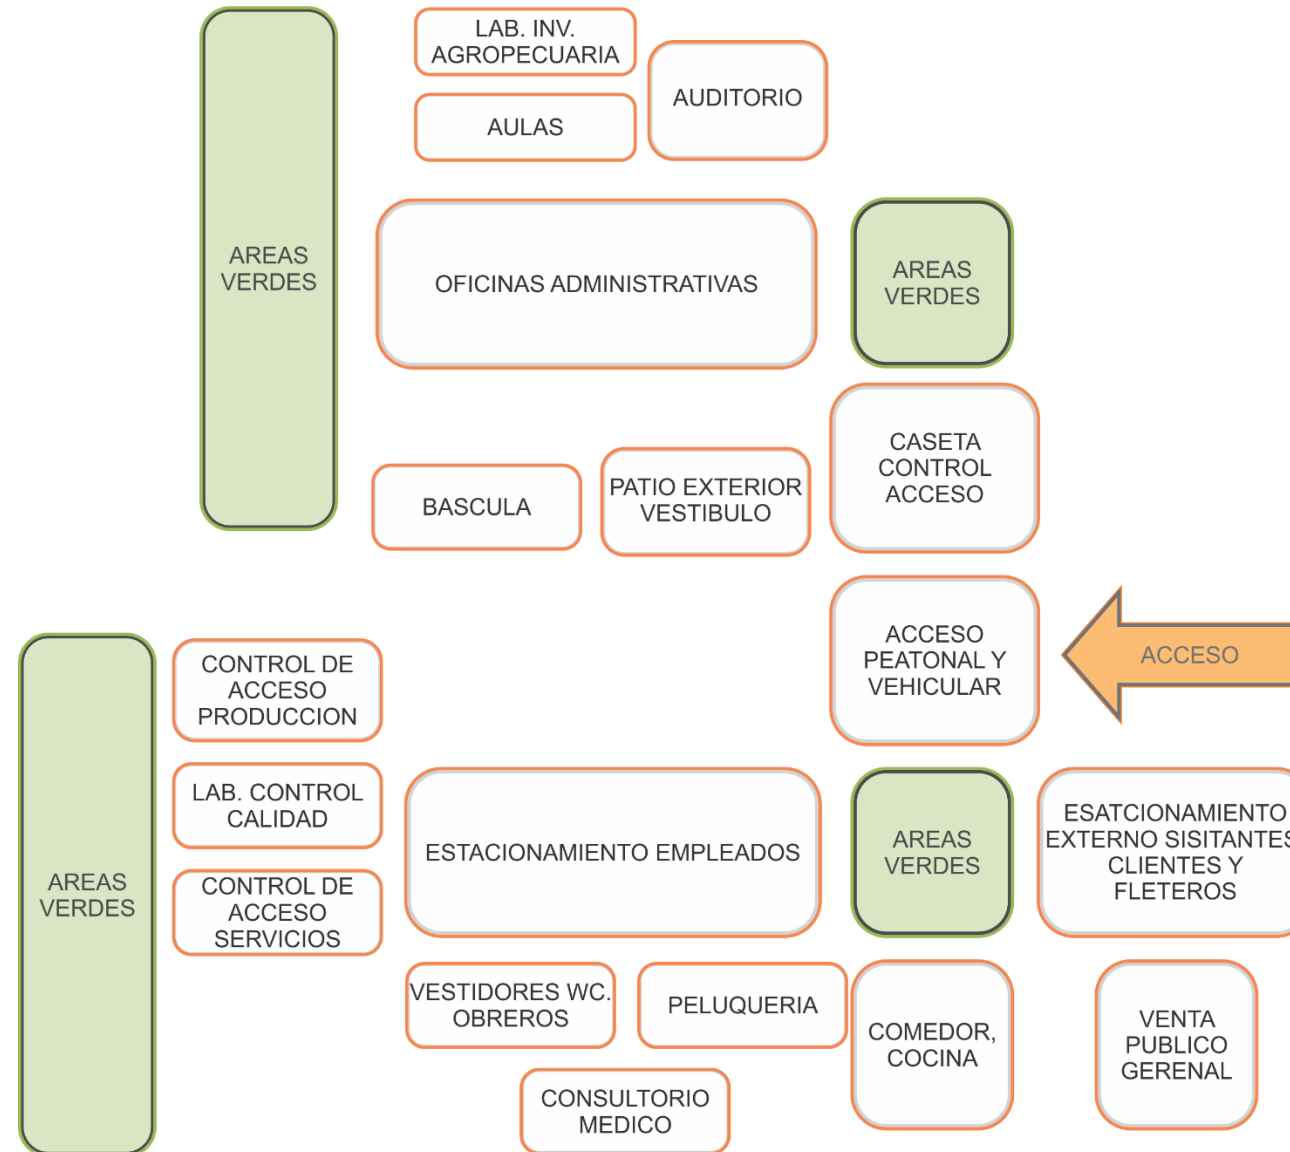 LAB. INV.
AGROPECUARIA
AUDITORIO
AULAS
AREAS
VERDES
OFICINAS ADMINISTRATIVAS
AREAS
VERDES
CASETA
CONTROL
ACCESO
BASCULA
PATIO EXTERIOR
VESTIBULO
ACCESO
PEATONAL Y
VEHICULAR
ACCESO
CONTROL DE
ACCESO
PRODUCCION
LAB. CONTROL
CALIDAD
AREAS
VERDES
CONTROL DE
ACCESO
SERVICIOS
ESTACIONAMIENTO EMPLEADOS
AREAS
VERDES
ESATCIONAMIENTO
EXTERNO SISITANTES
CLIENTES Y
FLETEROS
VESTIDORES WC.
OBREROS
PELUQUERIA
COMEDOR,
COCINA
VENTA
PUBLICO
GERENAL
CONSULTORIO
MEDICO